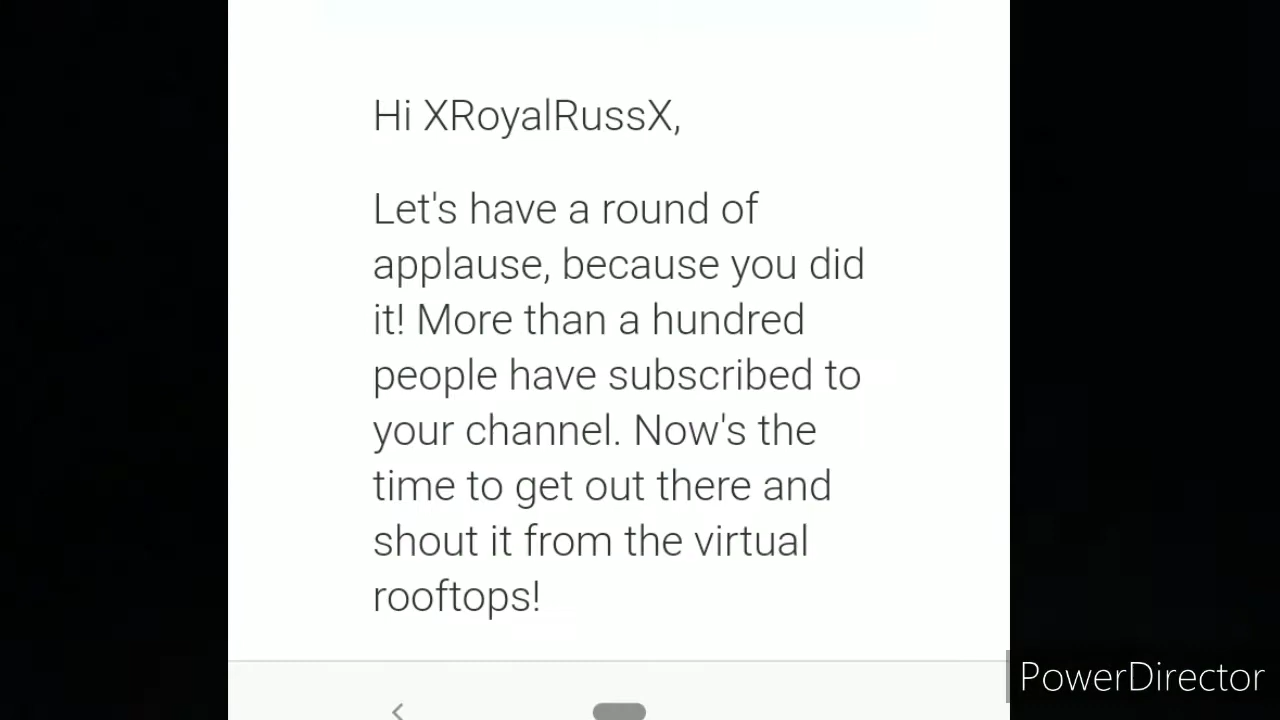 Hi XRoyalRussX,
Let's have a round of
applause, because you did
it! More than a hundred
people have subscribed to
your channel. Now's the
time to get out there and
shout it from the virtual
rooftops!
PowerDirector